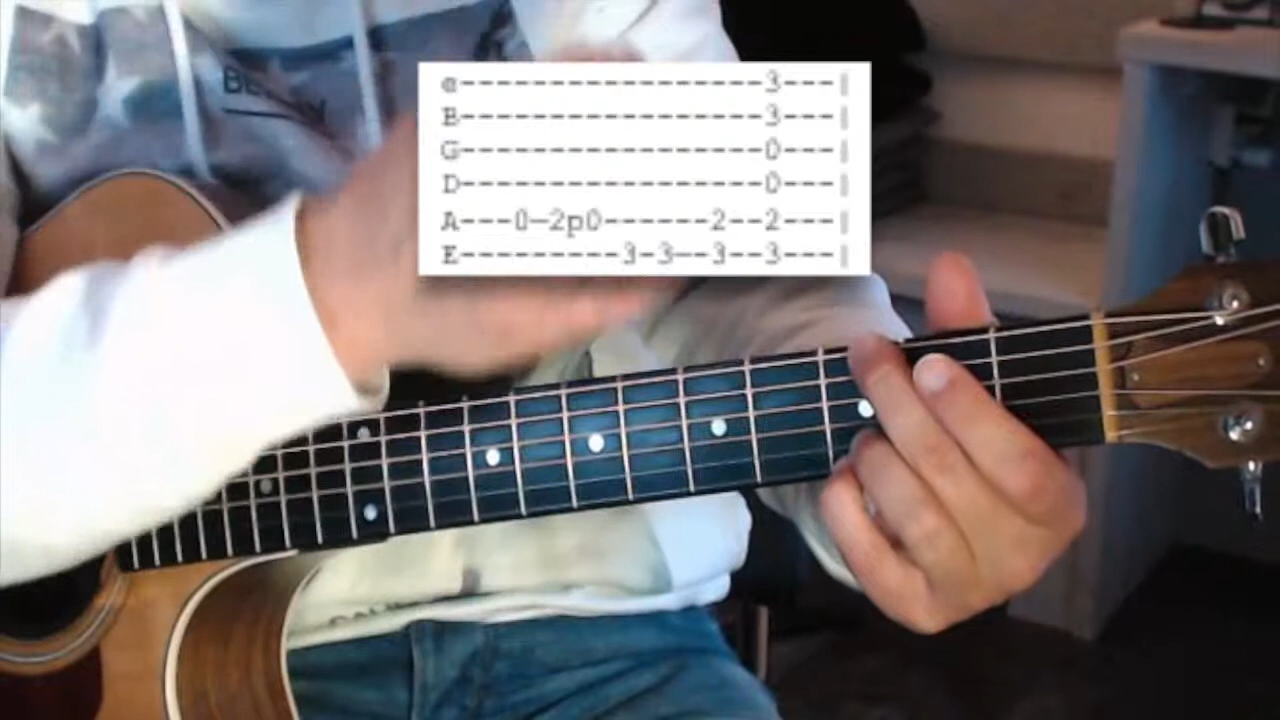 e-----------------3---|
B-----------------3---|
G-----------------0---|
D-----------------0---|
A---0-2p0------2--2---|
E---------3-3--3--3---|